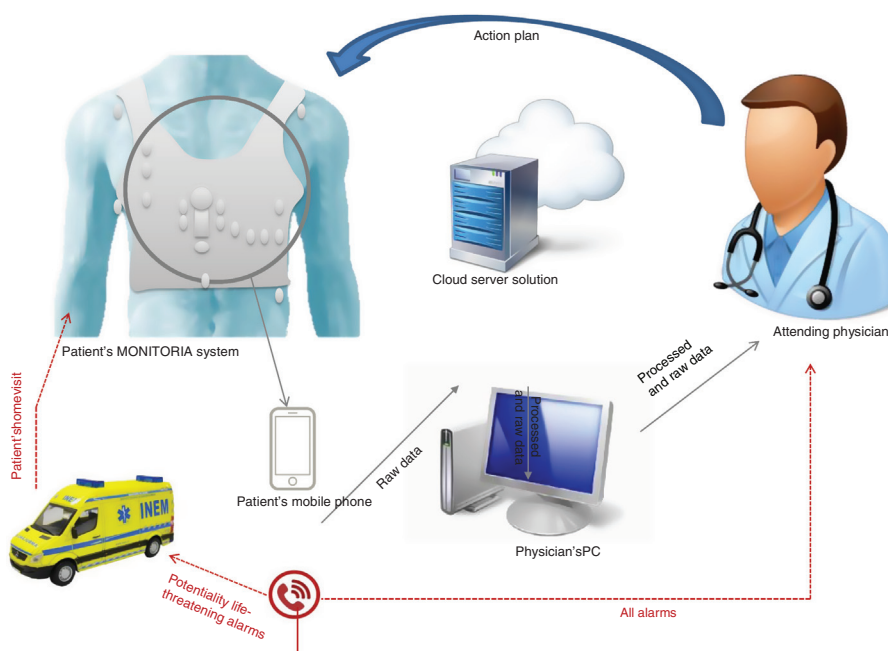 Action plan
Cloud server solution
Attending physician
Patient's MONITORIA system
Processed
and raw data
Processed
and raw data
Raw data
Patient'shomevisit
Patient's mobile phone
INEM
INEM
Physician'sPC
Potentiality life-
threatening alarms
All alarms